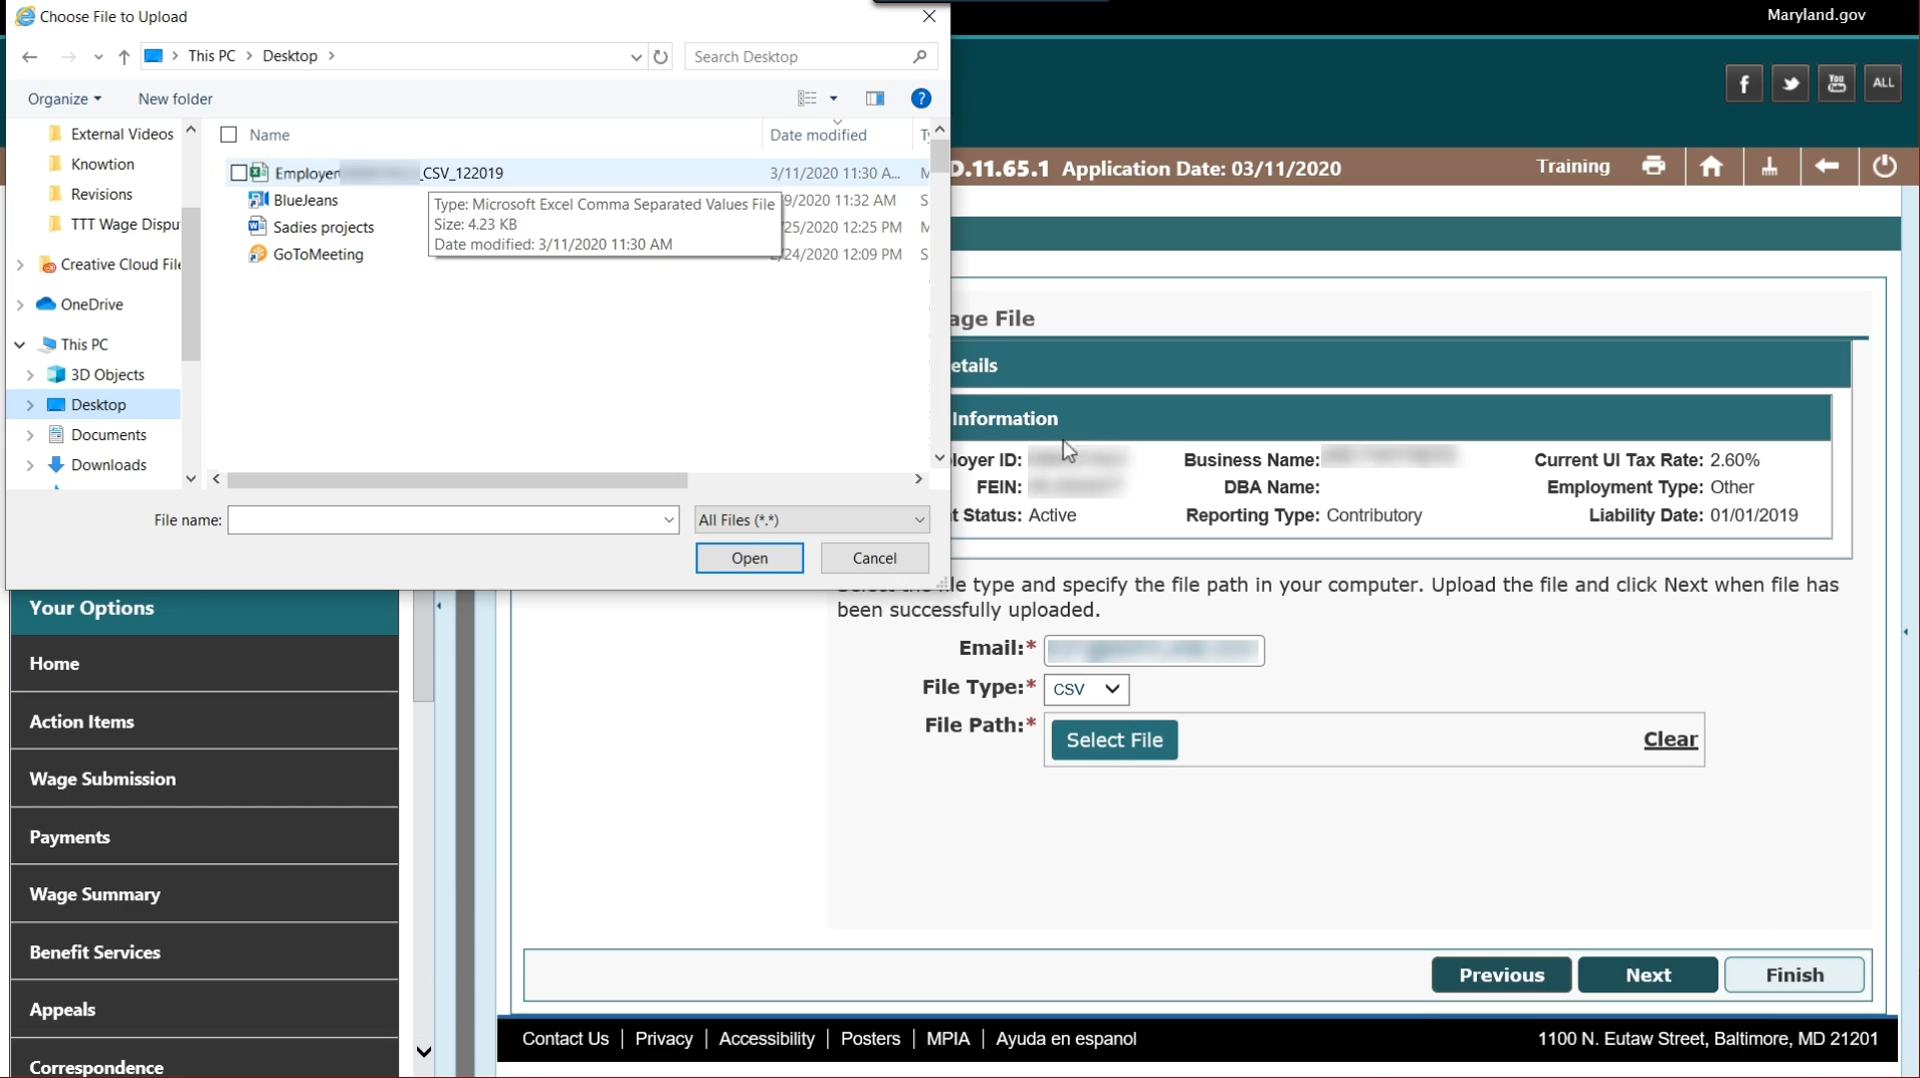 Choose File to Upload
Maryland.gov
This PC > Desktop >
Search Desktop
Organize
New folder
?
f
You
ALL
Name
Date modified
External Videos
Knowtion
Revisions
TTT Wage Dispu
Creative Cloud File
OneDrive
This PC
3D Objects
Desktop
Documents
Downloads
Employer _CSV_122019 3/11/2020 11:30 A...
BlueJeans 9/2020 11:32 AM
Sadies projects 25/2020 12:25 PM
GoToMeeting 24/2020 12:09 PM
Type: Microsoft Excel Comma Separated Values File
Size: 4.23 KB
Date modified: 3/11/2020 11:30 AM
File name:
All Files (*.*)
Open
Cancel
D.11.65.1 Application Date: 03/11/2020
Training
age File
etails
Information
loyer ID:
Business Name:
Current UI Tax Rate: 2.60%
FEIN:
DBA Name:
Employment Type: Other
t Status: Active
Reporting Type: Contributory
Liability Date: 01/01/2019
le type and specify the file path in your computer. Upload the file and click Next when file has
been successfully uploaded.
Email:*
File Type:* CSV
File Path:* Select File
Clear
Your Options
Home
Action Items
Wage Submission
Payments
Wage Summary
Benefit Services
Appeals
Correspondence
Previous
Next
Finish
Contact Us | Privacy | Accessibility | Posters | MPIA | Ayuda en espanol
1100 N. Eutaw Street, Baltimore, MD 21201